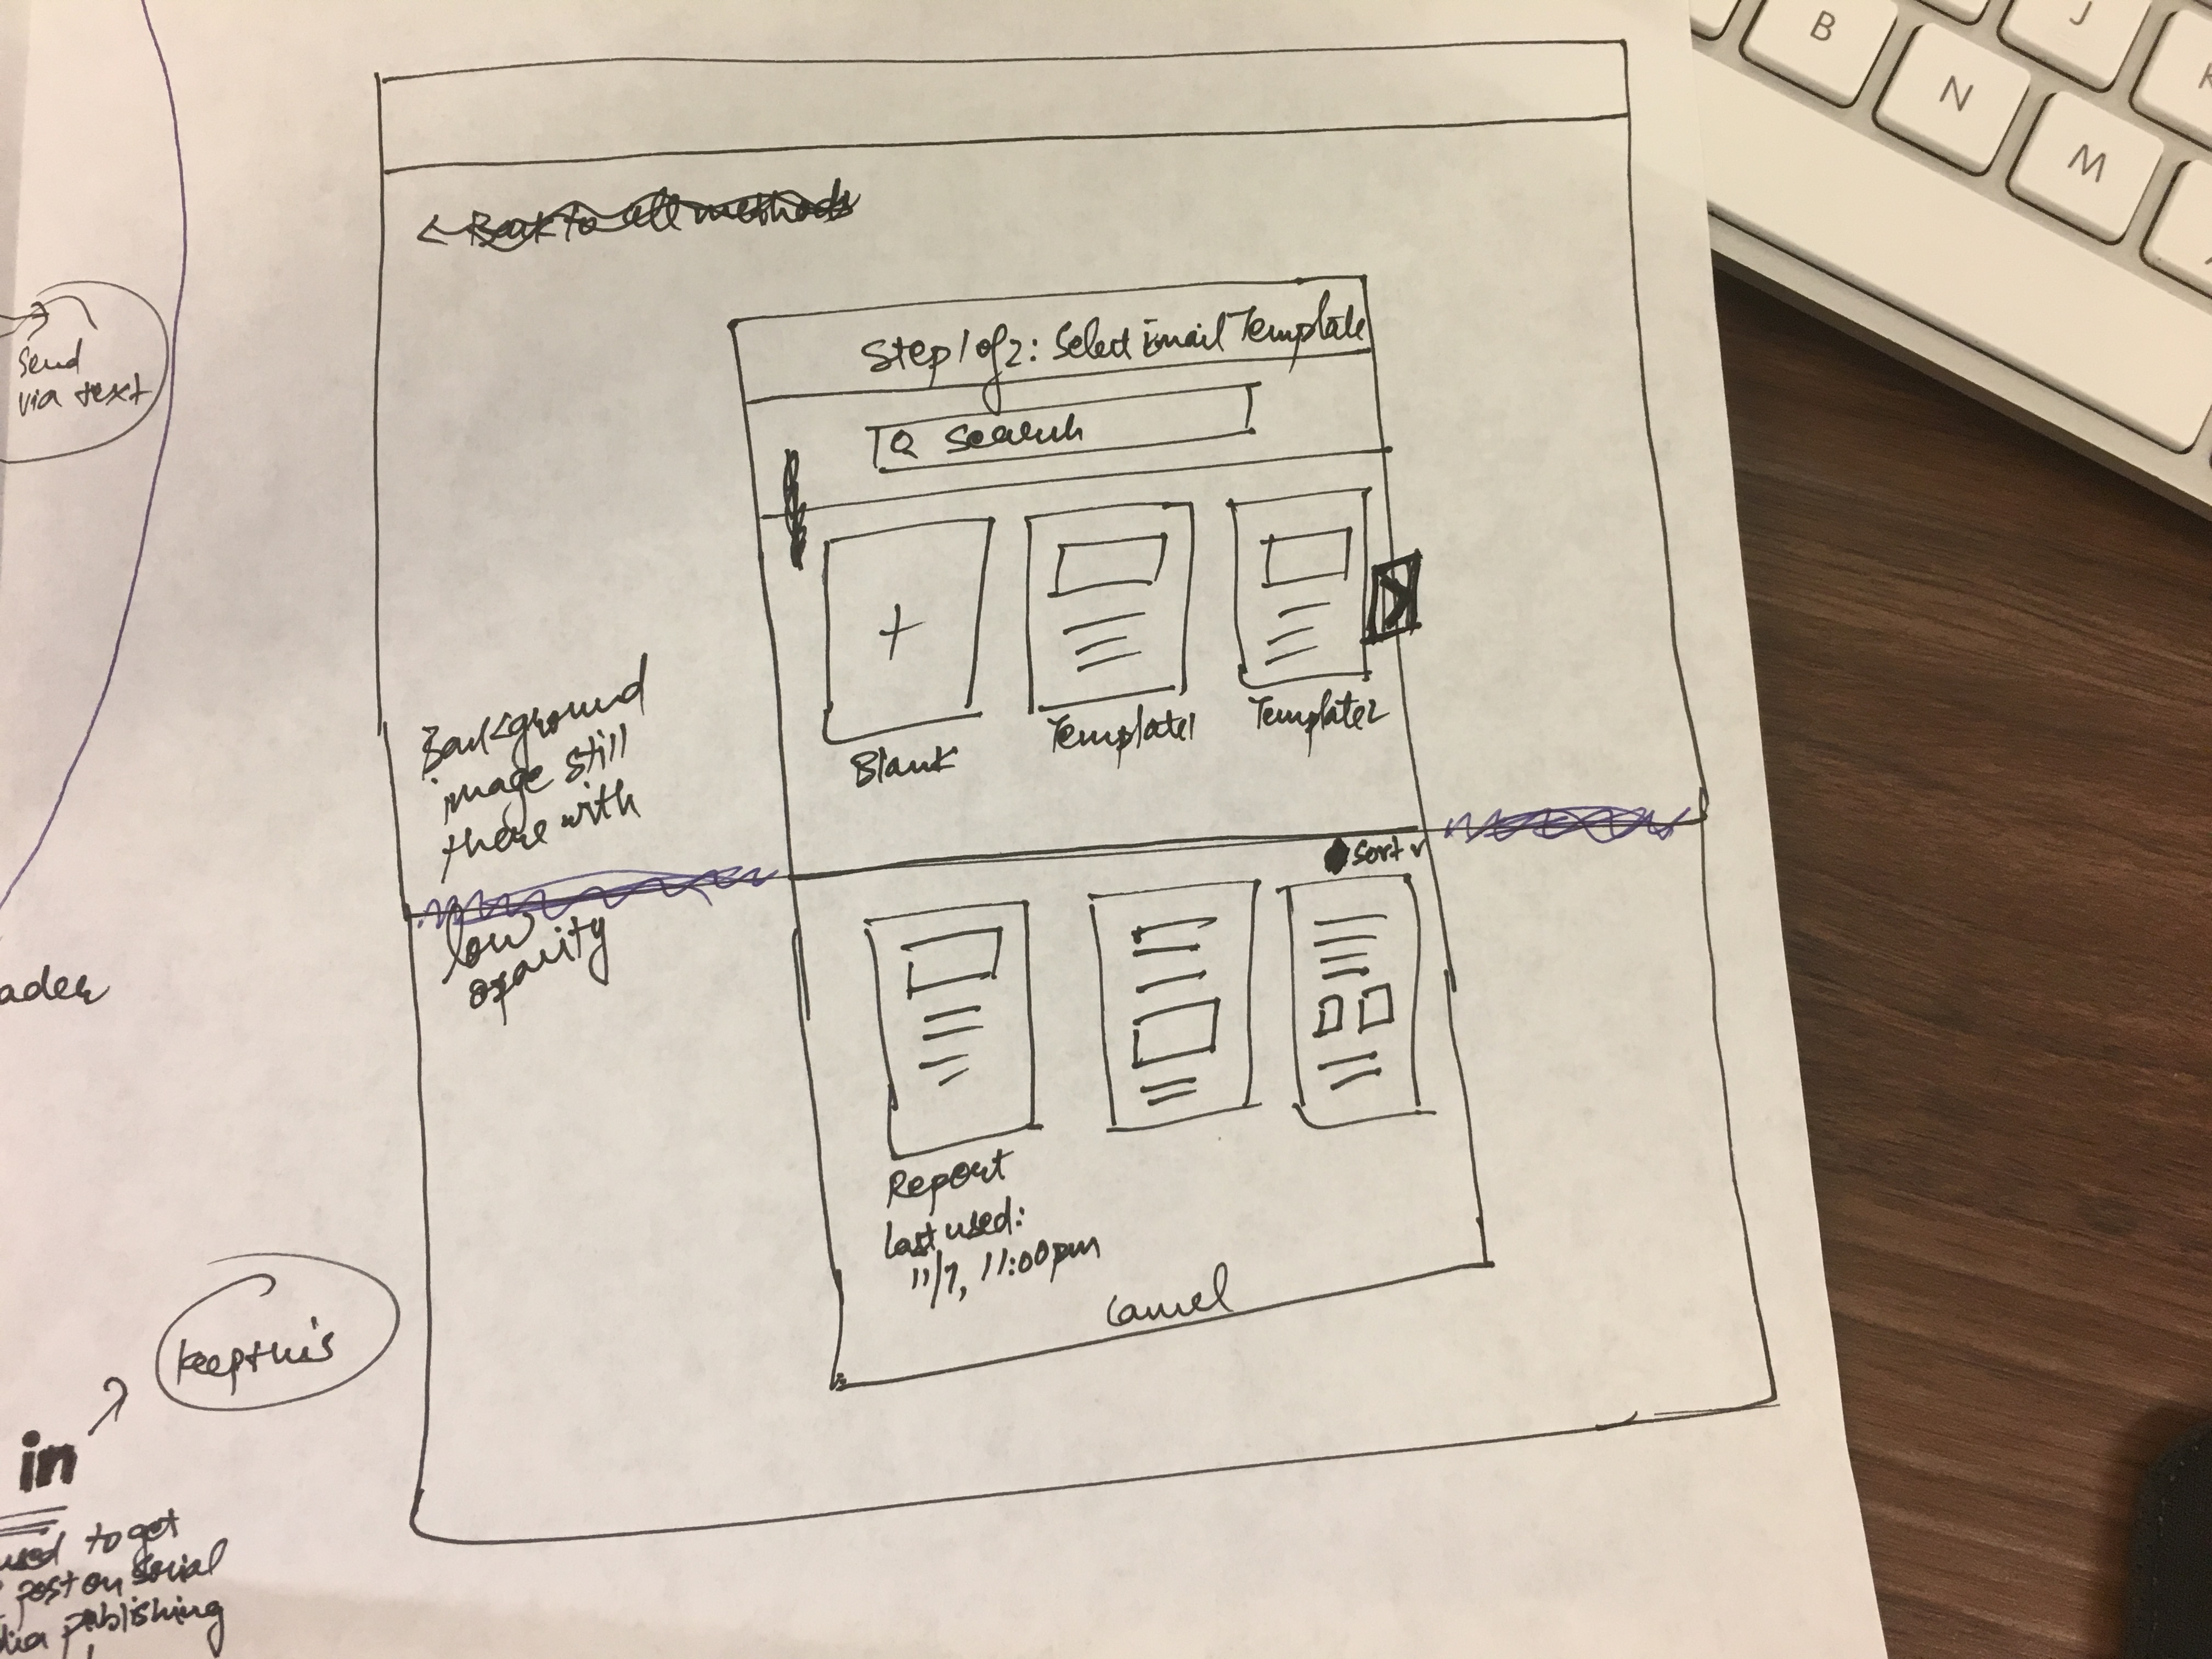 ← Back to all methods
Step 1 of 2: Select Email Template
Search
Blank
Template1
Template2
Background
image still
there with
low
opacity
Sort
Report
Last used:
11/7, 11:00pm
Cancel
Send
via text
ader
keep this
in
used to get
post on social
publishing
B
N
M
J
K